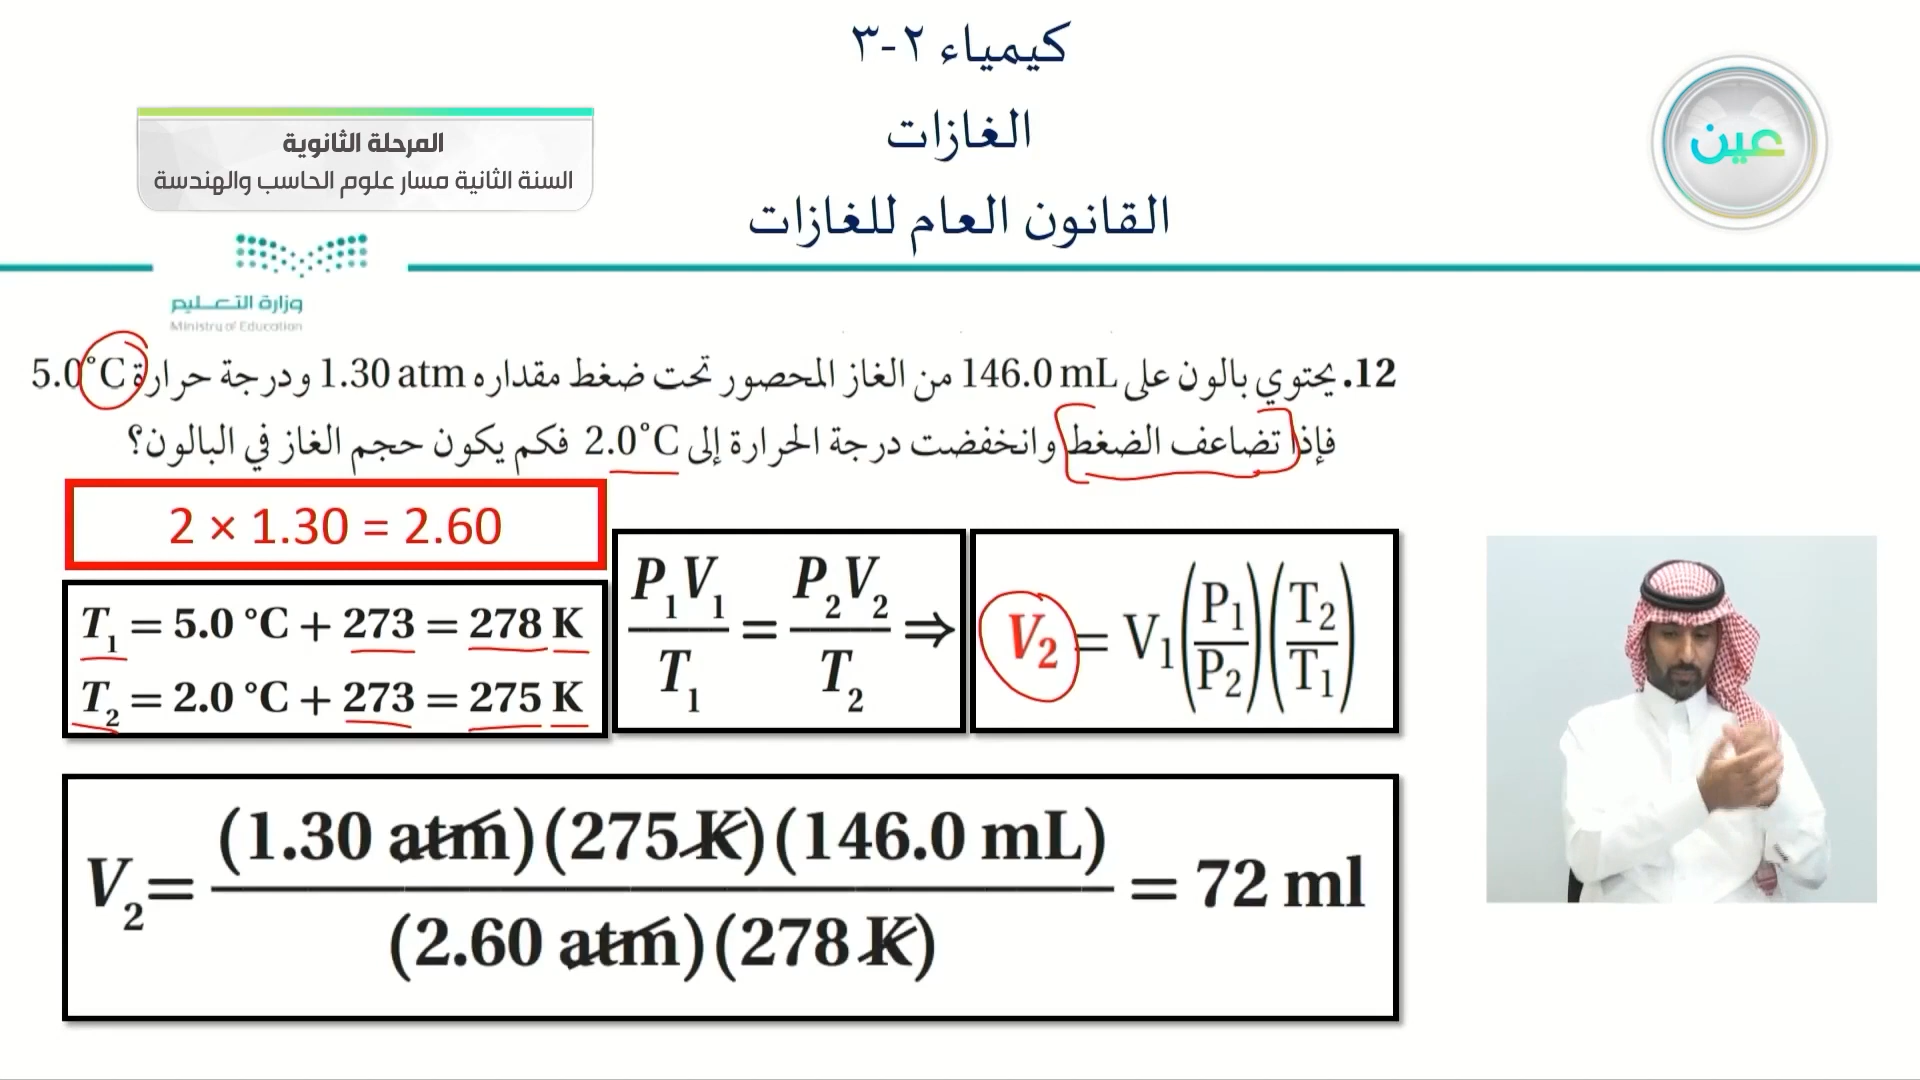 كيمياء ٢-٣
الغازات
القانون العام للغازات
عين
المرحلة الثانوية
السنة الثانية مسار علوم الحاسب والهندسة
وزارة التعليم
Ministry of Education
12. يحتوي بالون على 146.0 mL من الغاز المحصور تحت ضغط مقداره 1.30 atm ودرجة حرارة 5.0°C
فإذا تضاعف الضغط وانخفضت درجة الحرارة إلى 2.0°C فكم يكون حجم الغاز في البالون؟
2 × 1.30 = 2.60
T₁ = 5.0 °C + 273 = 278 K
T₂ = 2.0 °C + 273 = 275 K
P₁V₁/T₁ = P₂V₂/T₂ ⇒
V₂ = V₁(P₁/P₂)(T₂/T₁)
V₂ = (1.30 atm)(275 K)(146.0 mL) / (2.60 atm)(278 K) = 72 ml